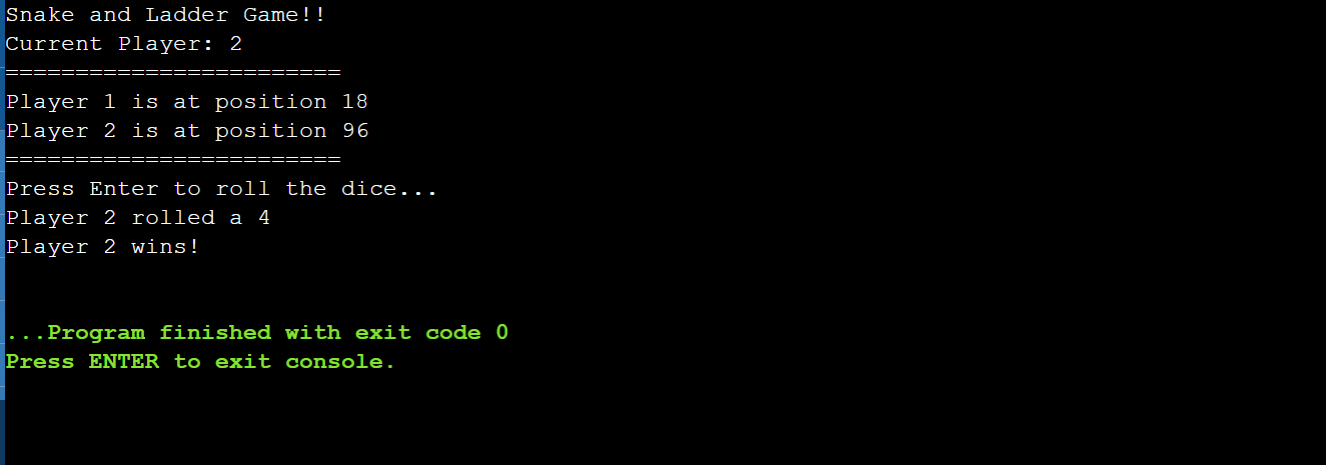 Snake and Ladder Game!!
Current Player: 2
========================
Player 1 is at position 18
Player 2 is at position 96
========================
Press Enter to roll the dice...
Player 2 rolled a 4
Player 2 wins!
...Program finished with exit code 0
Press ENTER to exit console.